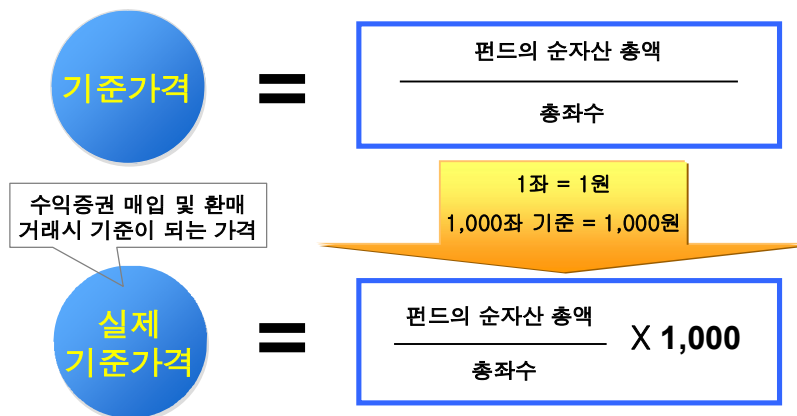 기준가격
=
펀드의 순자산 총액
총좌수
1좌 = 1원
1,000좌 기준 = 1,000원
수익증권 매입 및 환매
거래시 기준이 되는 가격
실제
기준가격
=
펀드의 순자산 총액
총좌수
X 1,000